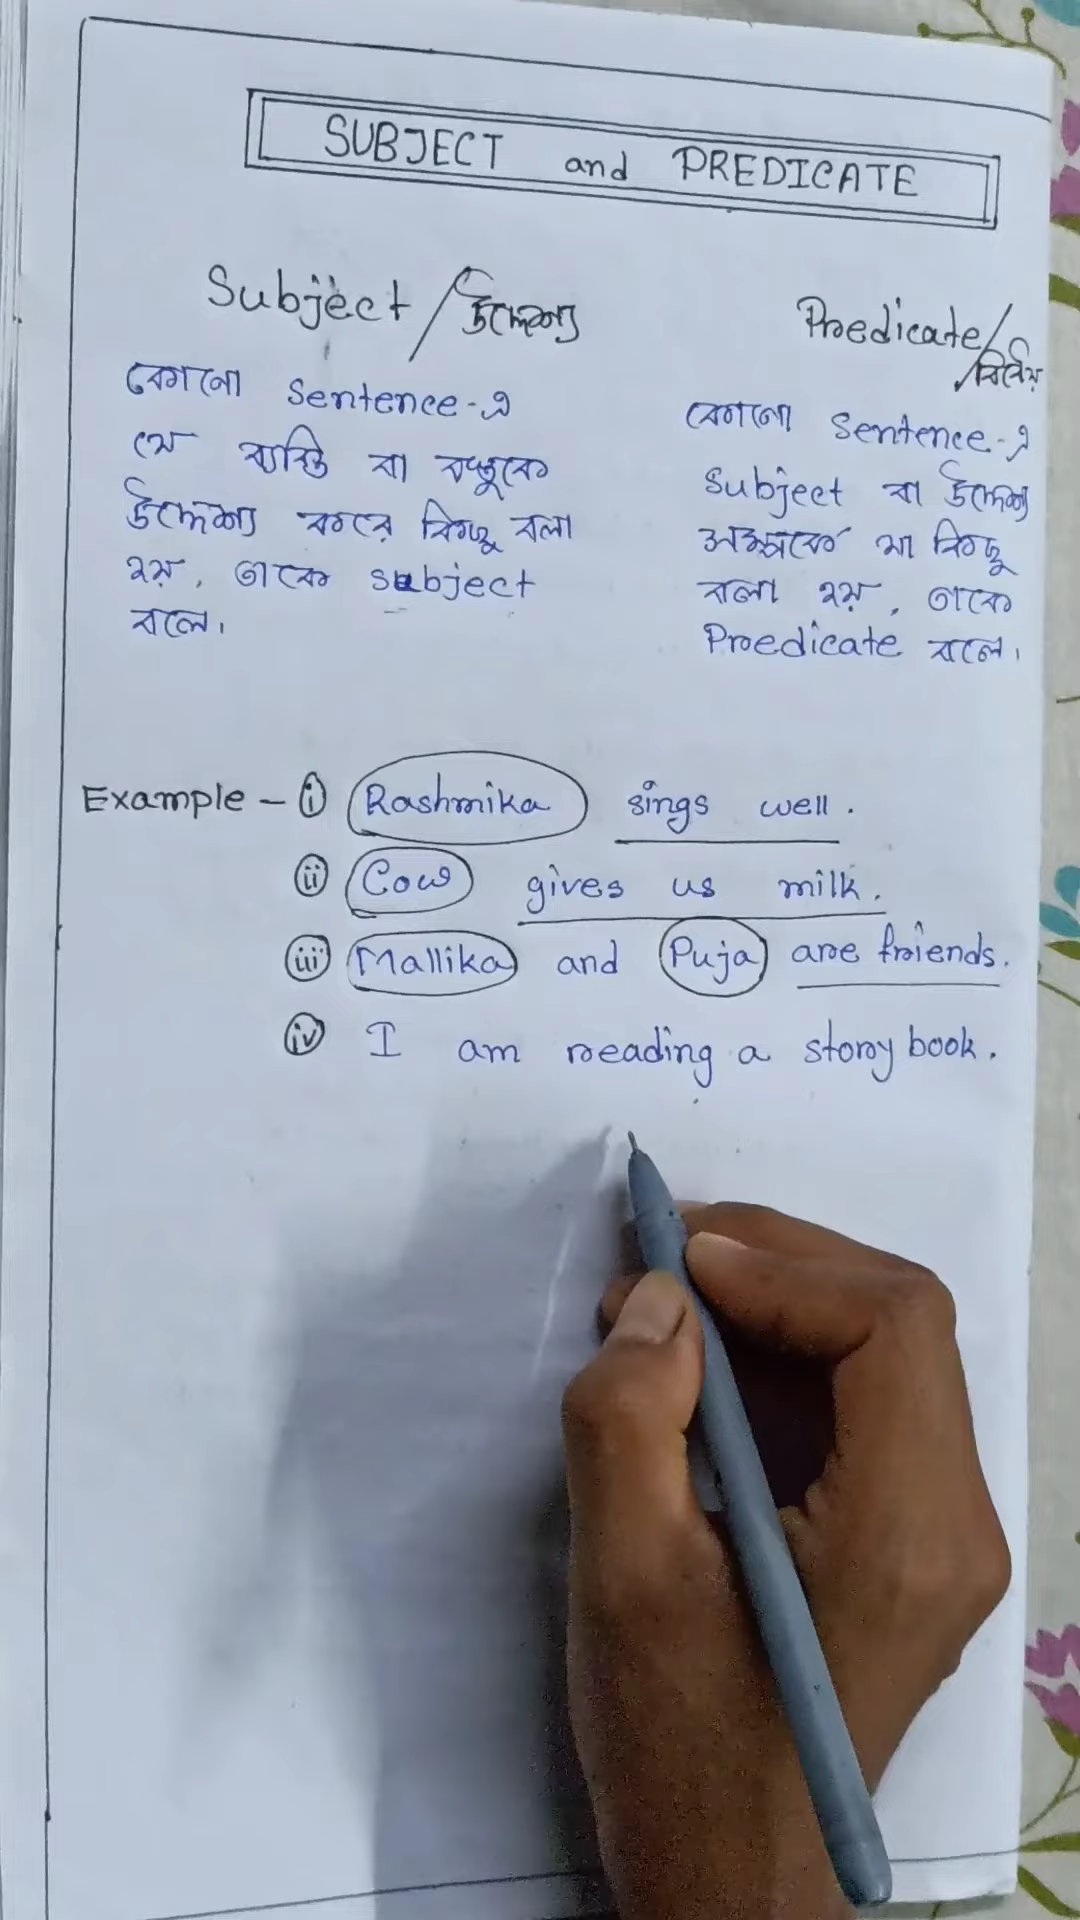 SUBJECT and PREDICATE
Subject/উদ্দেশ্য
কোনো Sentence-এ
যে ব্যক্তি বা বস্তুকে
উদ্দেশ্য করে কিছু বলা
হয়, তাকে subject
বলে।
Predicate/বিধেয়
কোনো Sentence-এ
Subject বা উদ্দেশ্য
সম্পর্কে যা কিছু
বলা হয়, তাকে
Predicate বলে।
Example - (i) Rashmika sings well.
(ii) Cow gives us milk.
(iii) Mallika and Puja are friends.
(iv) I am reading a story book.